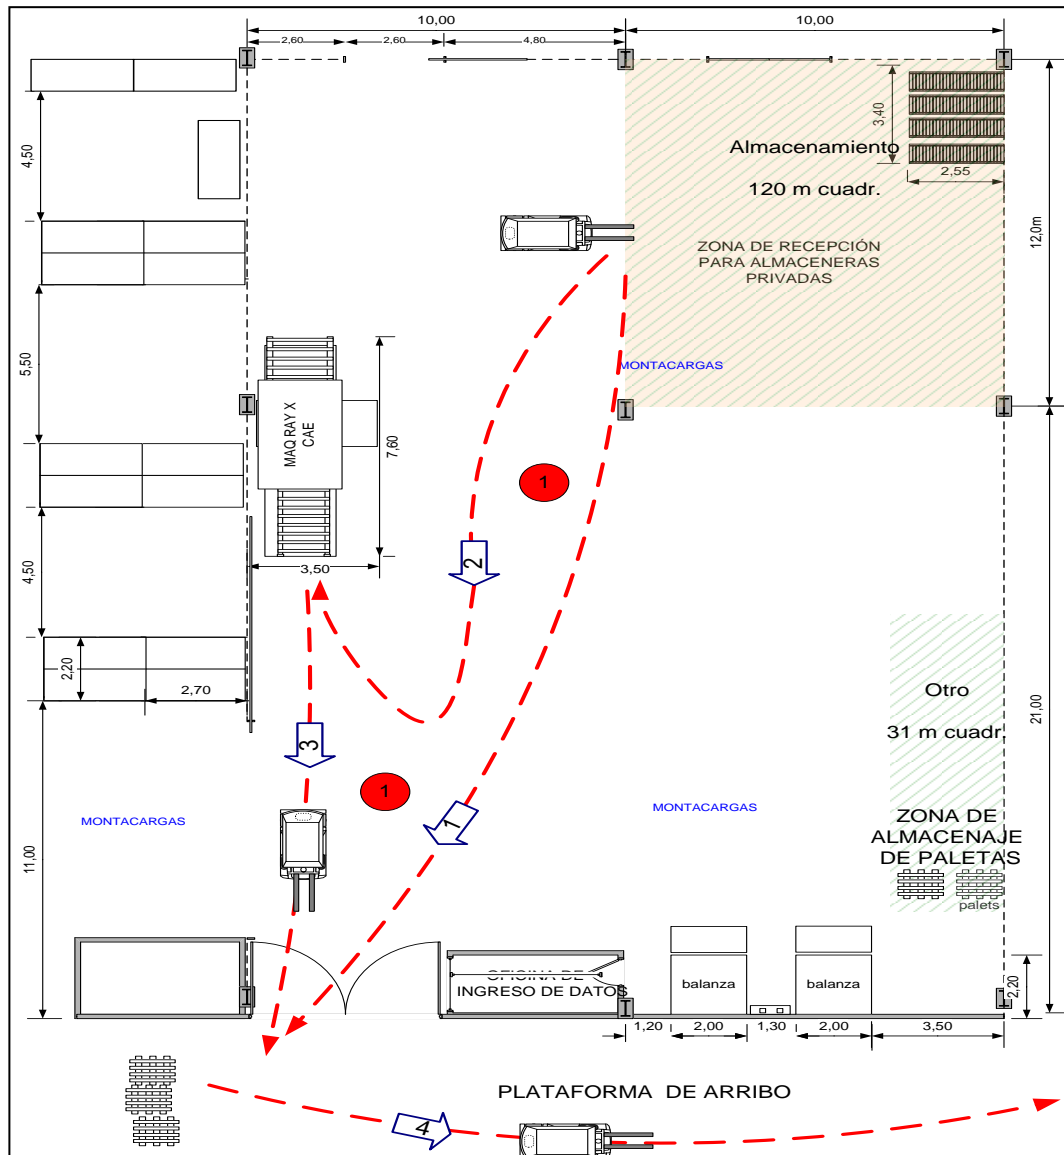 10,00
10,00
2,60
2,60
4,80
4,50
3,40
Almacenamiento
2,55
120 m cuadr.
12,0m
ZONA DE RECEPCIÓN
PARA ALMACENERAS
PRIVADAS
5,50
MONTACARGAS
MAQ RAY X
CAE
7,60
1
4,50
2
3,50
2,20
2,70
Otro
31 m cuadr.
21,00
3
1
1
MONTACARGAS
MONTACARGAS
ZONA DE
ALMACENAJE
DE PALETAS
11,00
palets
OFICINA DE
INGRESO DE DATOS
balanza
balanza
2,20
1,20
2,00
1,30
2,00
3,50
PLATAFORMA DE ARRIBO
4